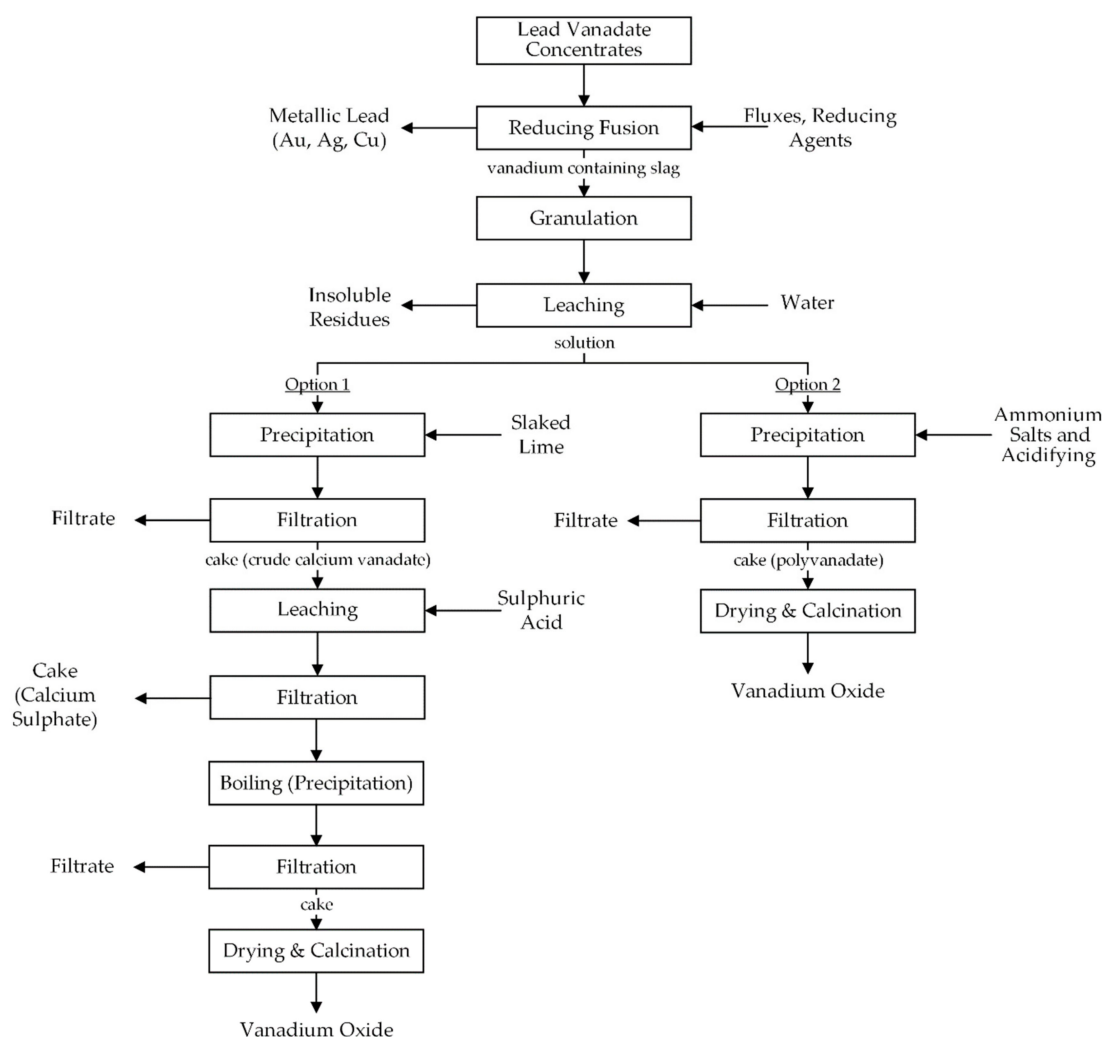 Lead Vanadate
Concentrates
Metallic Lead
(Au, Ag, Cu)
Reducing Fusion
Fluxes, Reducing
Agents
vanadium containing slag
Granulation
Insoluble
Residues
Leaching
Water
solution
Option 1
Option 2
Precipitation
Slaked
Lime
Precipitation
Ammonium
Salts and
Acidifying
Filtrate
Filtration
Filtrate
Filtration
cake (crude calcium vanadate)
cake (polyvanadate)
Leaching
Sulphuric
Acid
Drying & Calcination
Cake
(Calcium
Sulphate)
Filtration
Vanadium Oxide
Boiling (Precipitation)
Filtrate
Filtration
cake
Drying & Calcination
Vanadium Oxide